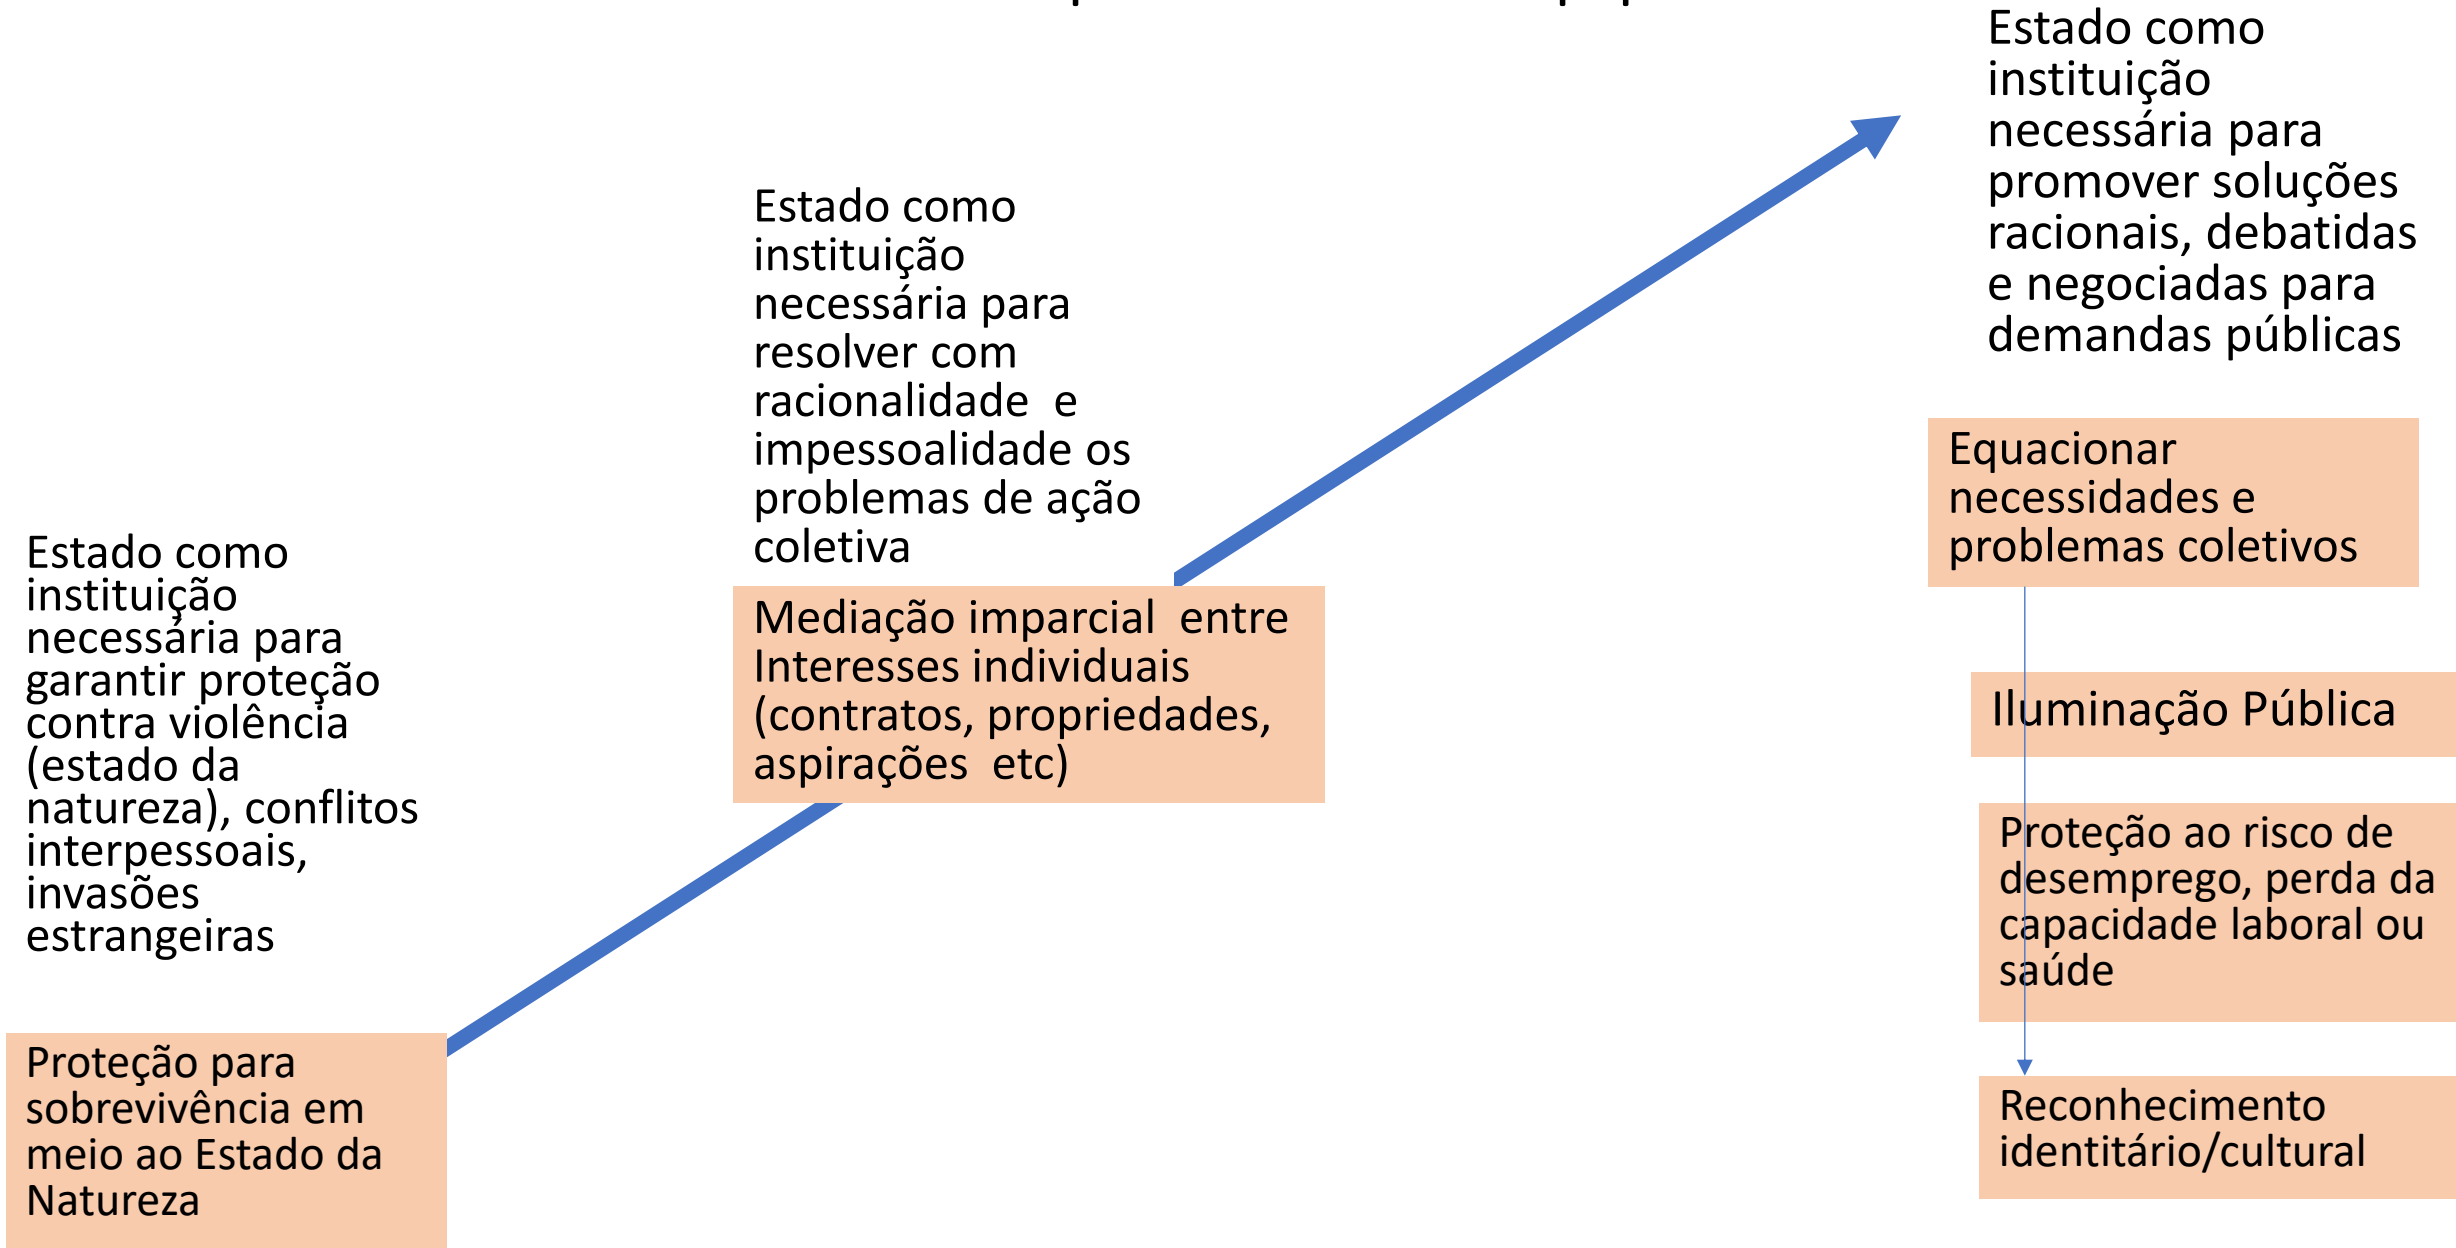 Estado como
instituição
necessária para
garantir proteção
contra violência
(estado da
natureza), conflitos
interpessoais,
invasões
estrangeiras
Proteção para
sobrevivência em
meio ao Estado da
Natureza
Estado como
instituição
necessária para
resolver com
racionalidade  e
impessoalidade os
problemas de ação
coletiva
Mediação imparcial  entre
Interesses individuais
(contratos, propriedades,
aspirações  etc)
Estado como
instituição
necessária para
promover soluções
racionais, debatidas
e negociadas para
demandas públicas
Equacionar
necessidades e
problemas coletivos
Iluminação Pública
Proteção ao risco de
desemprego, perda da
capacidade laboral ou
saúde
Reconhecimento
identitário/cultural